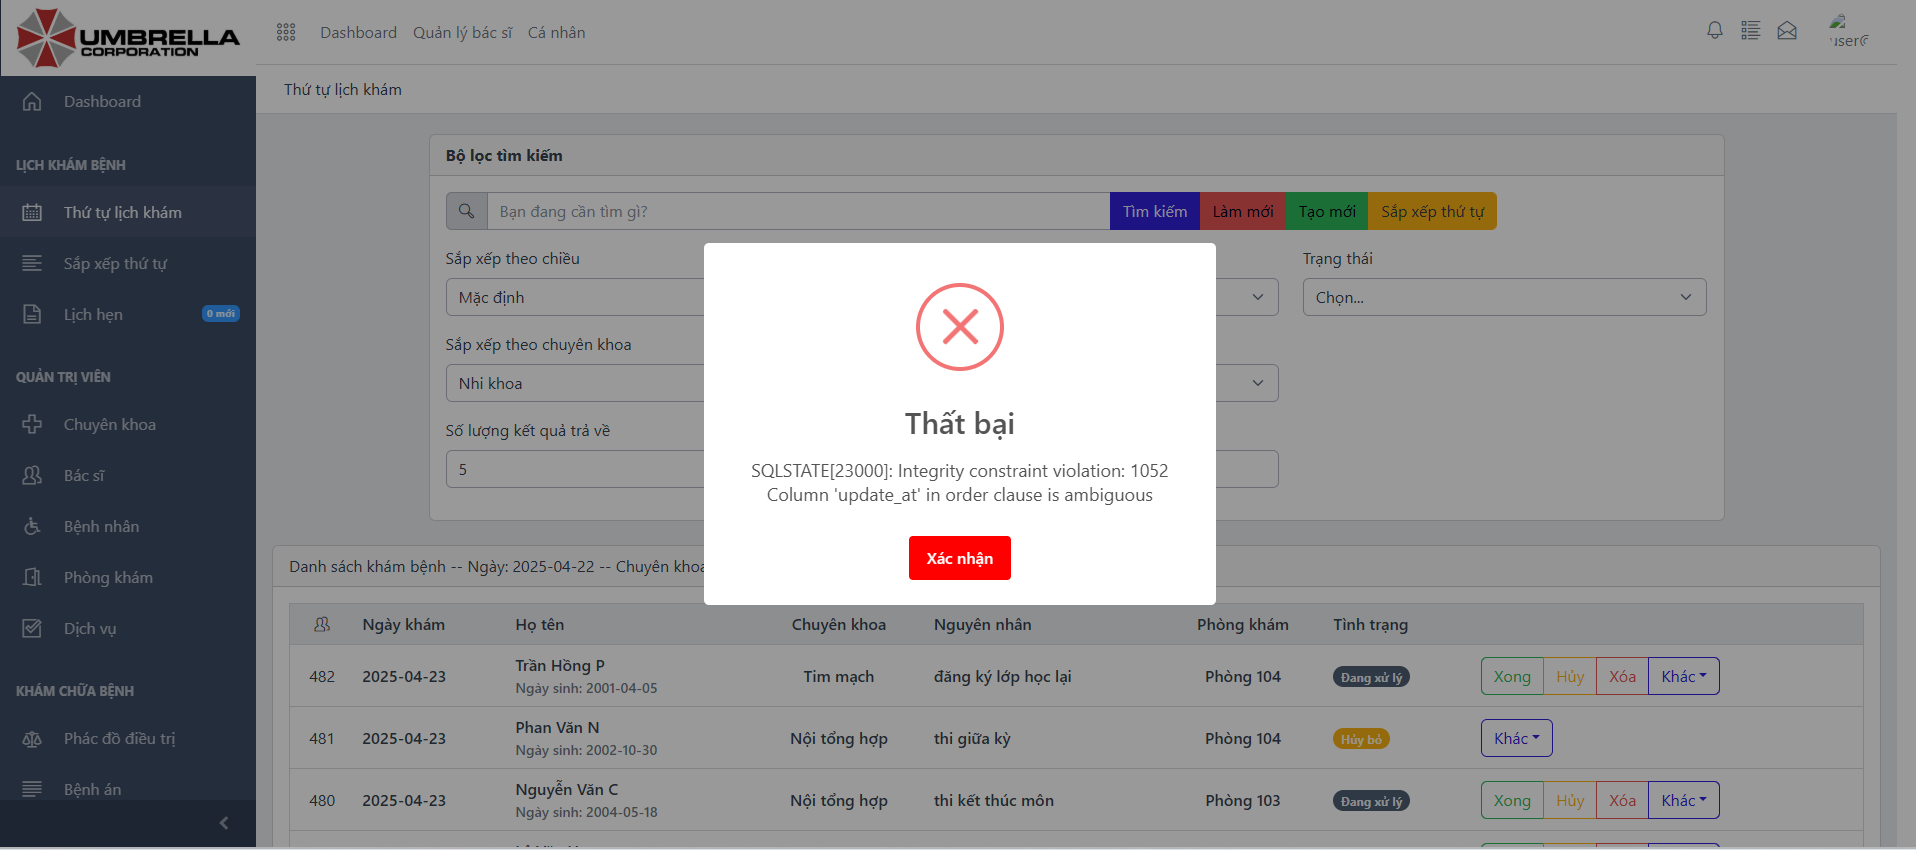 UMBRELLA
CORPORATION
Dashboard
Quản lý bác sĩ
Cá nhân
Thứ tự lịch khám
Dashboard
LỊCH KHÁM BỆNH
Thứ tự lịch khám
Sắp xếp thứ tự
Lịch hẹn
0 mới
QUẢN TRỊ VIÊN
Chuyên khoa
Bác sĩ
Bệnh nhân
Phòng khám
Dịch vụ
KHÁM CHỮA BỆNH
Phác đồ điều trị
Bệnh án
Bộ lọc tìm kiếm
Bạn đang cần tìm gì?
Tìm kiếm
Làm mới
Tạo mới
Sắp xếp thứ tự
Sắp xếp theo chiều
Mặc định
Trạng thái
Chọn...
Sắp xếp theo chuyên khoa
Nhi khoa
Số lượng kết quả trả về
5
Thất bại
SQLSTATE[23000]: Integrity constraint violation: 1052
Column 'update_at' in order clause is ambiguous
Xác nhận
Danh sách khám bệnh -- Ngày: 2025-04-22 -- Chuyên khoa
Ngày khám Họ tên Chuyên khoa Nguyên nhân Phòng khám Tình trạng
482 2025-04-23 Trần Hồng P Tim mạch đăng ký lớp học lại Phòng 104 Đang xử lý Xong Hủy Xóa Khác
Ngày sinh: 2001-04-05
481 2025-04-23 Phan Văn N Nội tổng hợp thi giữa kỳ Phòng 104 Hủy bỏ Khác
Ngày sinh: 2002-10-30
480 2025-04-23 Nguyễn Văn C Nội tổng hợp thi kết thúc môn Phòng 103 Đang xử lý Xong Hủy Xóa Khác
Ngày sinh: 2004-05-18